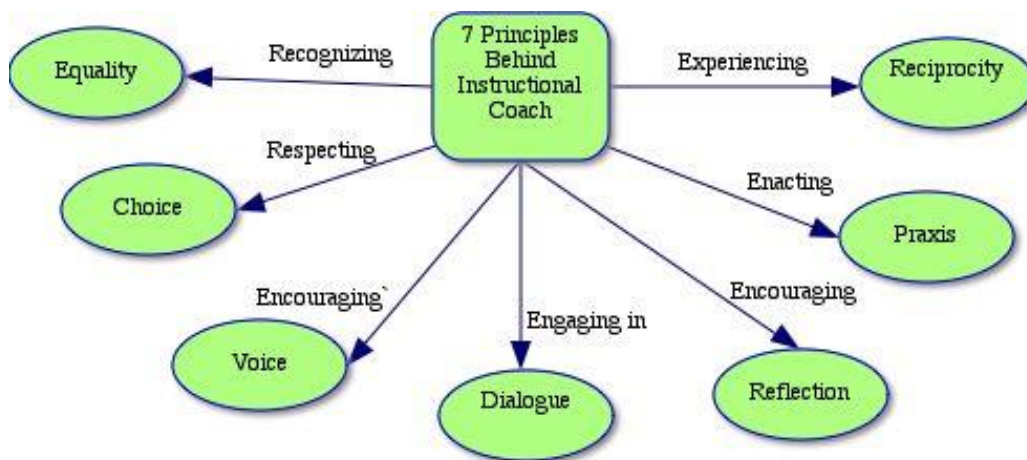 7 Principles
Behind
Instructional
Coach
Recognizing
Equality
Respecting
Choice
Encouraging`
Voice
Engaging in
Dialogue
Encouraging
Reflection
Enacting
Praxis
Experiencing
Reciprocity